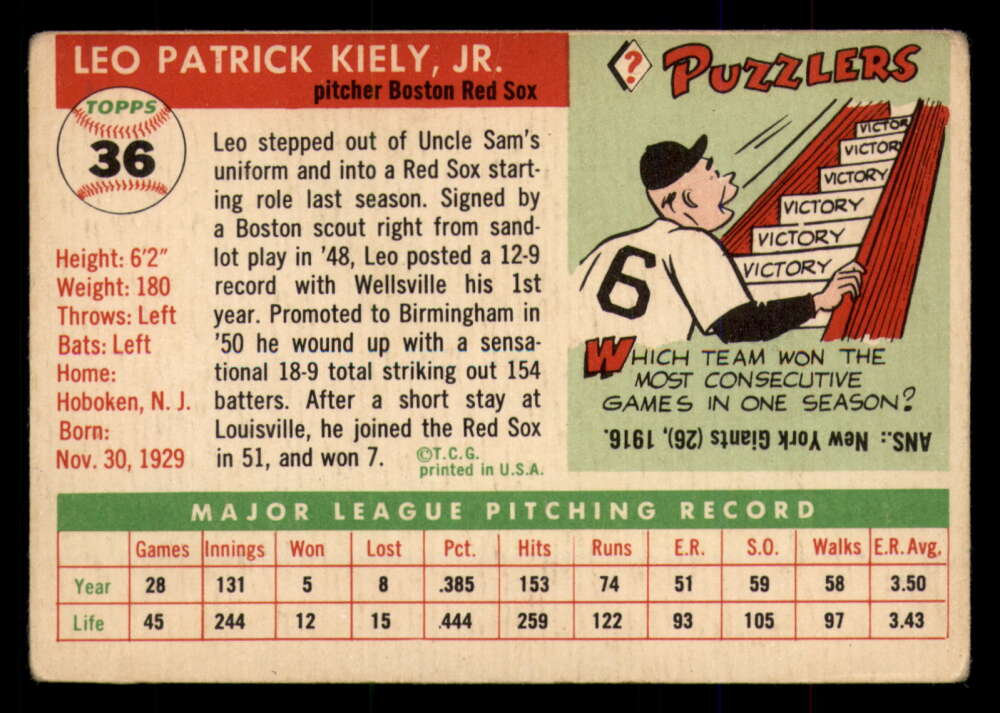 LEO PATRICK KIELY, JR.
pitcher Boston Red Sox
TOPPS
36
Height: 6'2"
Weight: 180
Throws: Left
Bats: Left
Home:
Hoboken, N. J.
Born:
Nov. 30, 1929
Leo stepped out of Uncle Sam's
uniform and into a Red Sox start-
ing role last season. Signed by
a Boston scout right from sand-
lot play in '48, Leo posted a 12-9
record with Wellsville his 1st
year. Promoted to Birmingham in
'50 he wound up with a sensa-
tional 18-9 total striking out 154
batters. After a short stay at
Louisville, he joined the Red Sox
in 51, and won 7.
©T.C.G.
printed in U.S.A.
? PUZZLERS
VICTOR
VICTORY
VICTORY
VICTORY
VICTORY
VICTORY
6
WHICH TEAM WON THE
MOST CONSECUTIVE
GAMES IN ONE SEASON?
ANS.: New York Giants (26), 1916.
MAJOR LEAGUE PITCHING RECORD
Games Innings Won Lost Pct. Hits Runs E.R. S.O. Walks E.R.Avg.
Year 28 131 5 8 .385 153 74 51 59 58 3.50
Life 45 244 12 15 .444 259 122 93 105 97 3.43